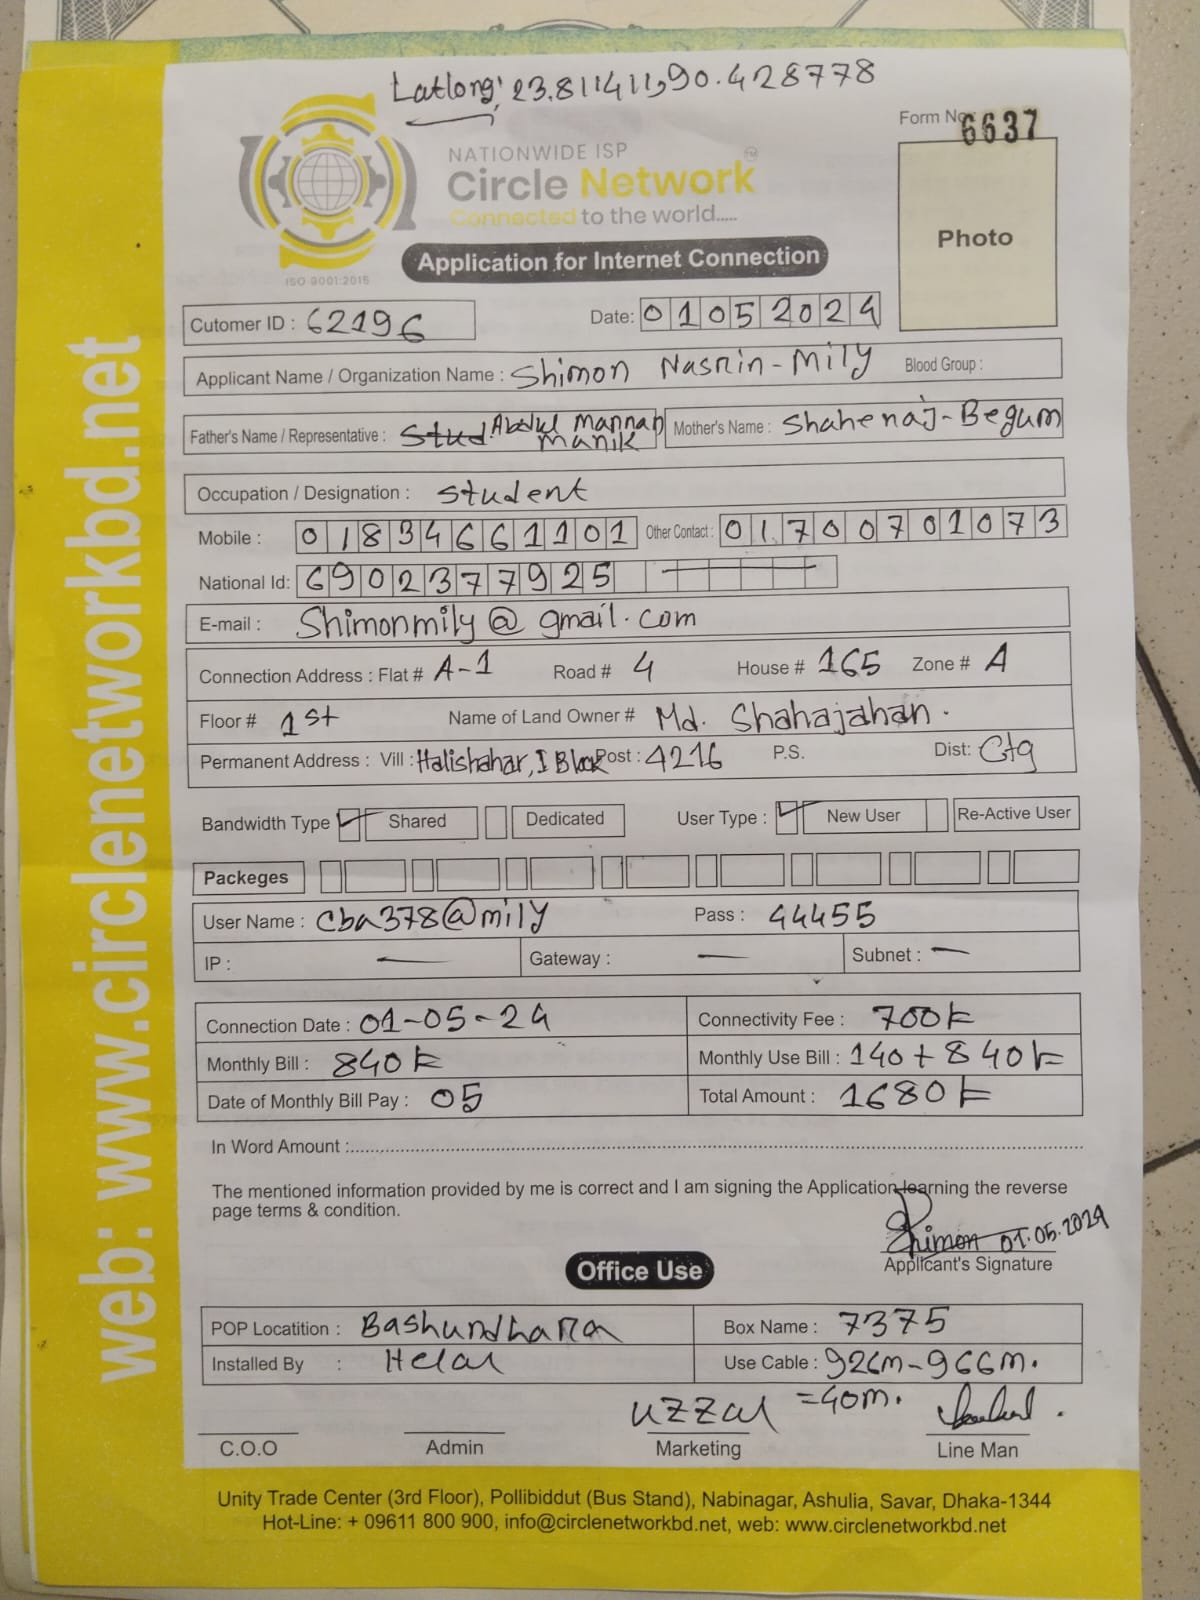 Latlong: 23.811411,90.428778
Form No 6637
NATIONWIDE ISP
Circle Network TM
Connected to the world.....
ISO 9001:2015
Photo
Application for Internet Connection
Cutomer ID : 62196 Date: 01052024
Applicant Name / Organization Name : Shimon Nasrin-Mily Blood Group :
Father's Name / Representative : Stud Abdul Mannan Manik Mother's Name : Shahenaj-Begum
Occupation / Designation : Student
Mobile : 01834661101 Other Contact : 01700701073
National Id: 6902377925
E-mail : Shimonmily@gmail.com
Connection Address : Flat # A-1 Road # 4 House # 165 Zone # A
Floor # 1st Name of Land Owner # Md. Shahajahan.
Permanent Address : Vill : Halishahar, I Block Post : 4216 P.S. Dist: Ctg
Bandwidth Type Shared Dedicated User Type : New User Re-Active User
Packeges
User Name : cba378@mily Pass : 44455
IP : — Gateway : — Subnet : —
Connection Date : 01-05-24 Connectivity Fee : 700৳
Monthly Bill : 840৳ Monthly Use Bill : 140+840৳
Date of Monthly Bill Pay : 05 Total Amount : 1680৳
In Word Amount :
The mentioned information provided by me is correct and I am signing the Application learning the reverse
page terms & condition.
Shimon 01.05.2024
Applicant's Signature
Office Use
POP Locatition : Bashundhara Box Name : 7375
Installed By : Helal Use Cable : 926m-966m.
=40m.
Uzzal
C.O.O Admin Marketing Line Man
Unity Trade Center (3rd Floor), Pollibiddut (Bus Stand), Nabinagar, Ashulia, Savar, Dhaka-1344
Hot-Line: + 09611 800 900, info@circlenetworkbd.net, web: www.circlenetworkbd.net
web: www.circlenetworkbd.net